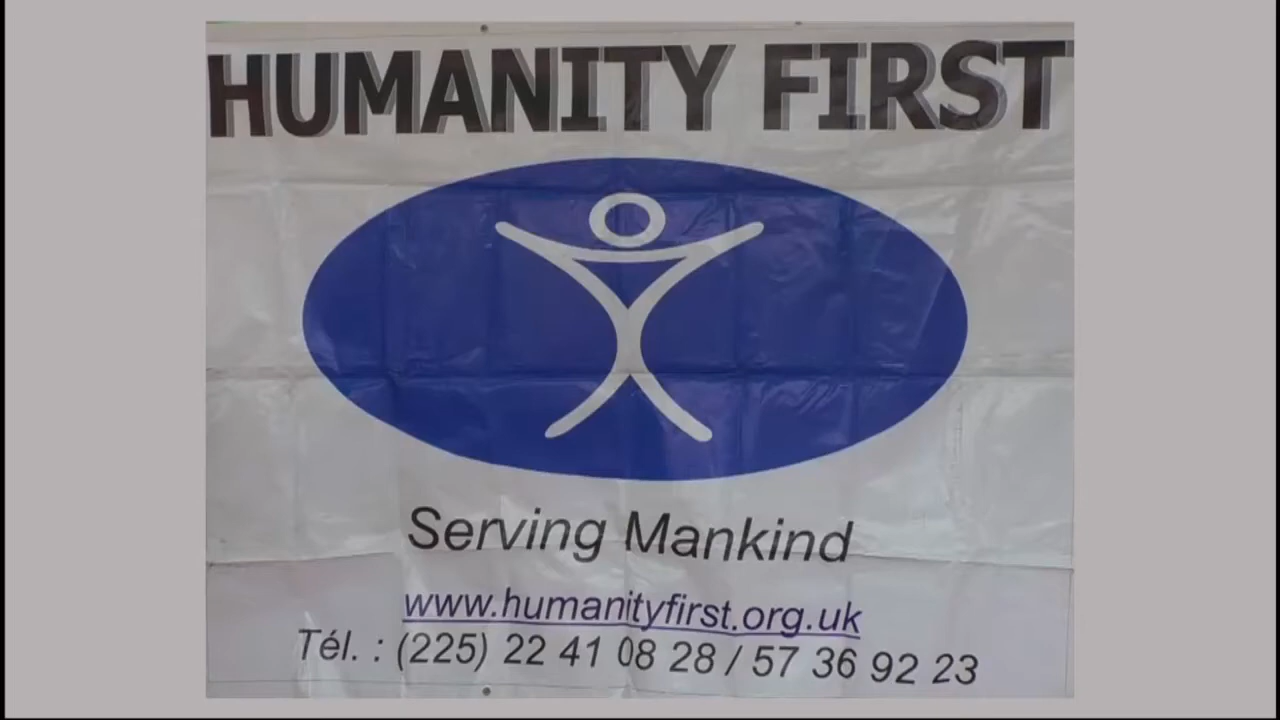 HUMANITY FIRST
Serving Mankind
www.humanityfirst.org.uk
Tél. : (225) 22 41 08 28 / 57 36 92 23